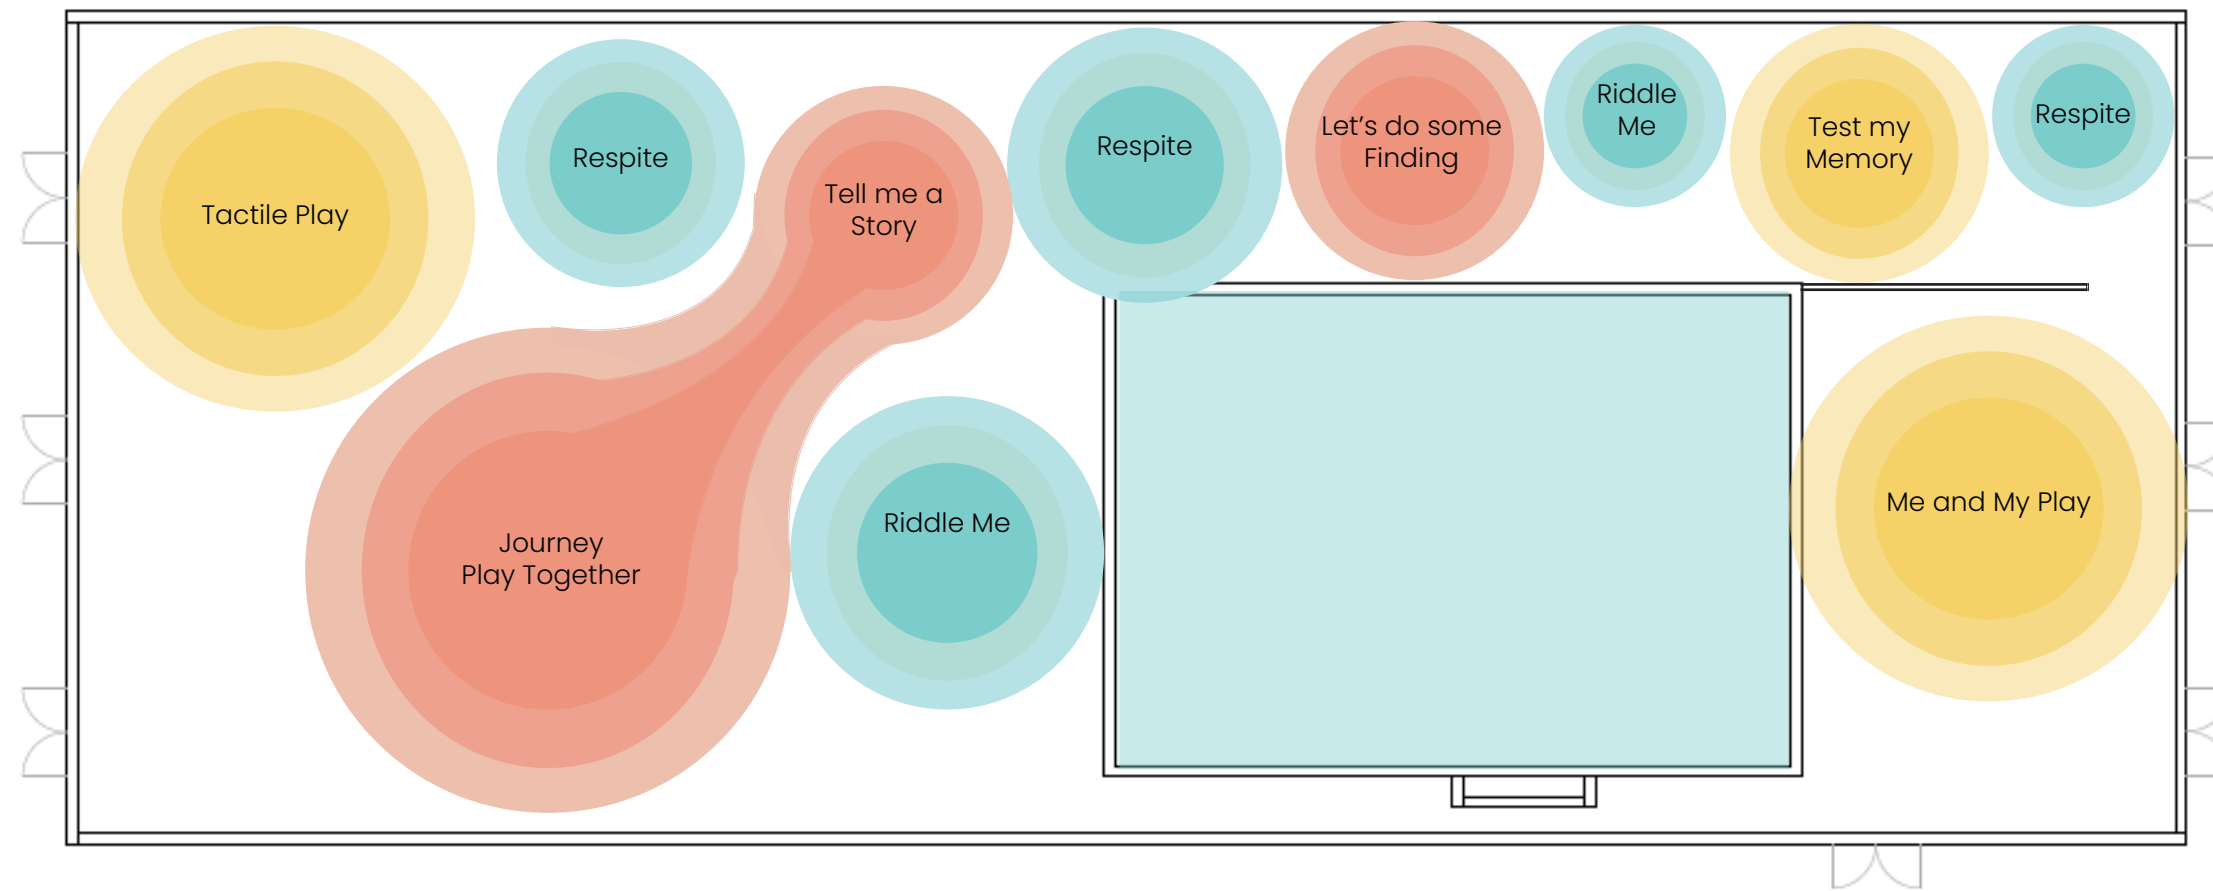 Tactile Play
Respite
Tell me a
Story
Respite
Let’s do some
Finding
Riddle
Me
Test my
Memory
Respite
Journey
Play Together
Riddle Me
Me and My Play